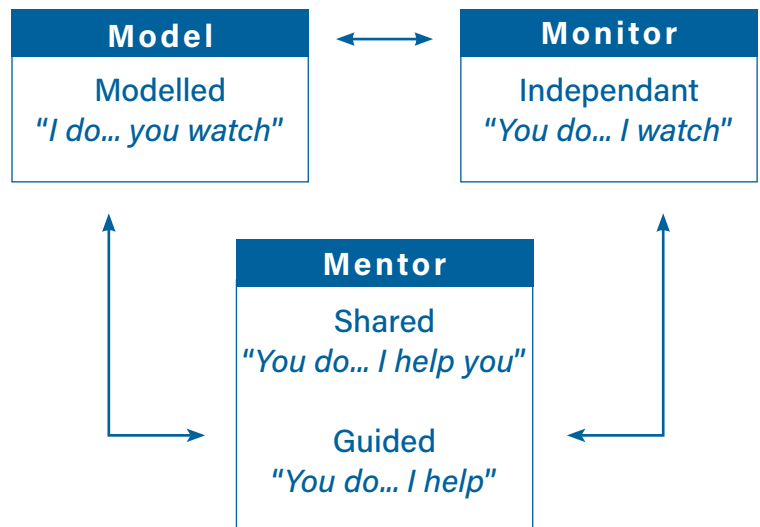 Model
Modelled
"I do... you watch"
Monitor
Independant
"You do... I watch"
Mentor
Shared
"You do... I help you"
Guided
"You do... I help"